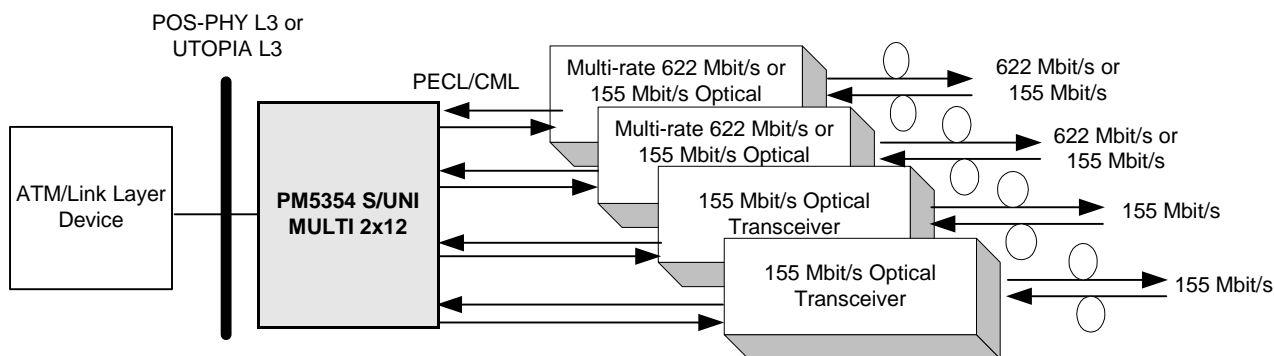 POS-PHY L3 or
UTOPIA L3
ATM/Link Layer
Device
PM5354 S/UNI
MULTI 2x12
PECL/CML
Multi-rate 622 Mbit/s or
155 Mbit/s Optical
622 Mbit/s or
155 Mbit/s
Multi-rate 622 Mbit/s or
155 Mbit/s Optical
622 Mbit/s or
155 Mbit/s
155 Mbit/s Optical
Transceiver
155 Mbit/s
155 Mbit/s Optical
Transceiver
155 Mbit/s